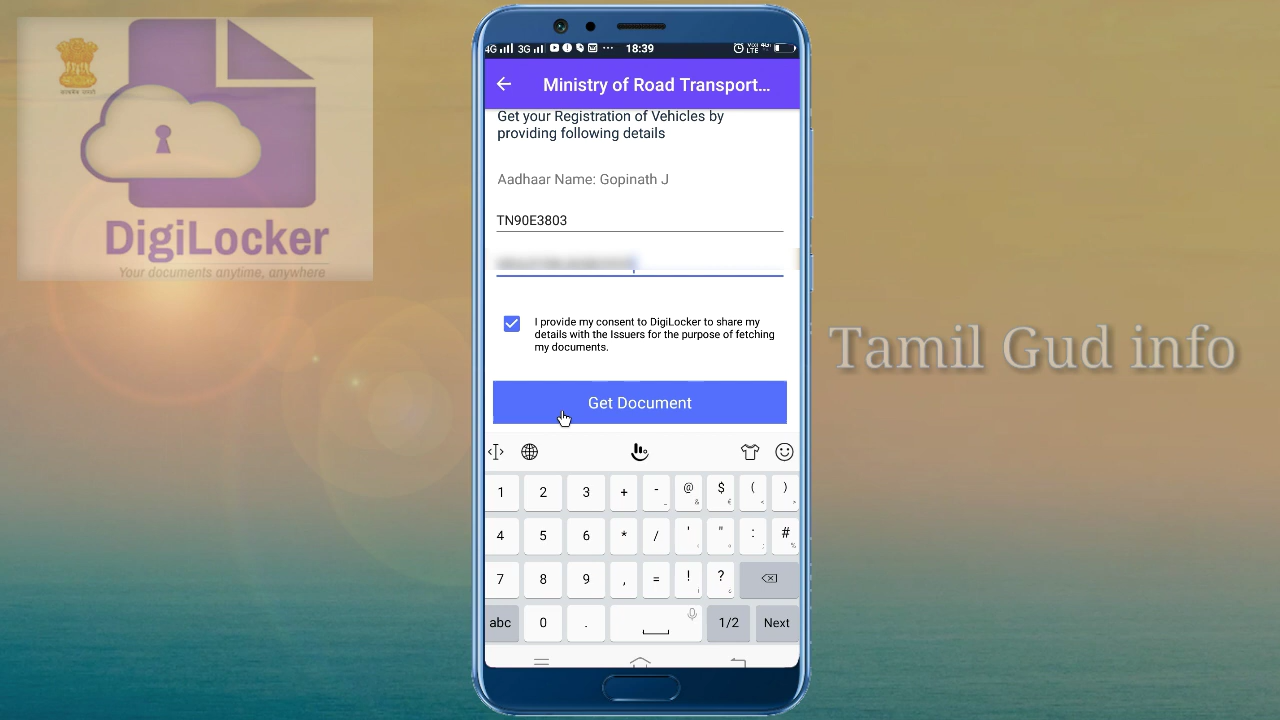 DigiLocker
Your documents anytime, anywhere
4G 3G 18:39
Ministry of Road Transport...
Get your Registration of Vehicles by
providing following details
Aadhaar Name: Gopinath J
TN90E3803
I provide my consent to DigiLocker to share my
details with the Issuers for the purpose of fetching
my documents.
Get Document
Tamil Gud info
1 2 3 + - @ $ ( )
4 5 6 * / ' " : #
7 8 9 , = ! ?
abc 0 . 1/2 Next